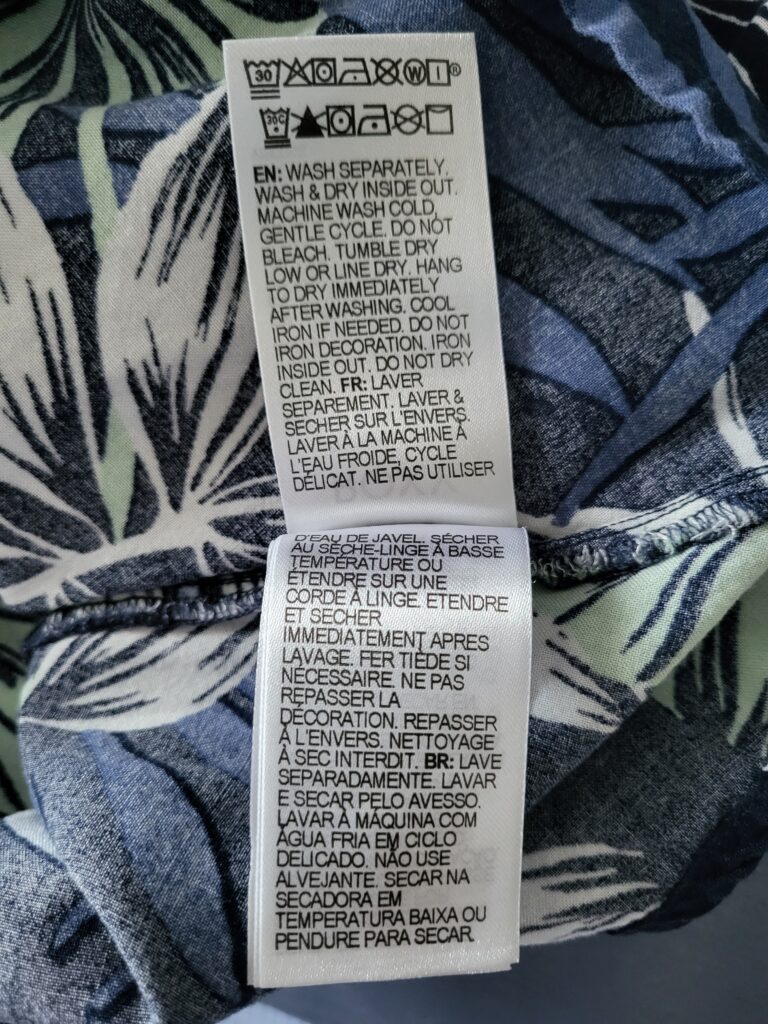 30 W ®
30C
EN: WASH SEPARATELY.
WASH & DRY INSIDE OUT.
MACHINE WASH COLD,
GENTLE CYCLE. DO NOT
BLEACH. TUMBLE DRY
LOW OR LINE DRY. HANG
TO DRY IMMEDIATELY
AFTER WASHING. COOL
IRON IF NEEDED. DO NOT
IRON DECORATION. IRON
INSIDE OUT. DO NOT DRY
CLEAN. FR: LAVER
SEPAREMENT. LAVER &
SECHER SUR L'ENVERS.
LAVER À LA MACHINE À
L'EAU FROIDE, CYCLE
DÉLICAT. NE PAS UTILISER
D'EAU DE JAVEL. SÉCHER
AU SÈCHE-LINGE À BASSE
TEMPÉRATURE OU
ÉTENDRE SUR UNE
CORDE À LINGE. ETENDRE
ET SECHER
IMMEDIATEMENT APRES
LAVAGE. FER TIÈDE SI
NÉCESSAIRE. NE PAS
REPASSER LA
DÉCORATION. REPASSER
À L'ENVERS. NETTOYAGE
À SEC INTERDIT. BR: LAVE
SEPARADAMENTE. LAVAR
E SECAR PELO AVESSO.
LAVAR À MÁQUINA COM
ÁGUA FRIA EM CICLO
DELICADO. NÃO USE
ALVEJANTE. SECAR NA
SECADORA EM
TEMPERATURA BAIXA OU
PENDURE PARA SECAR.